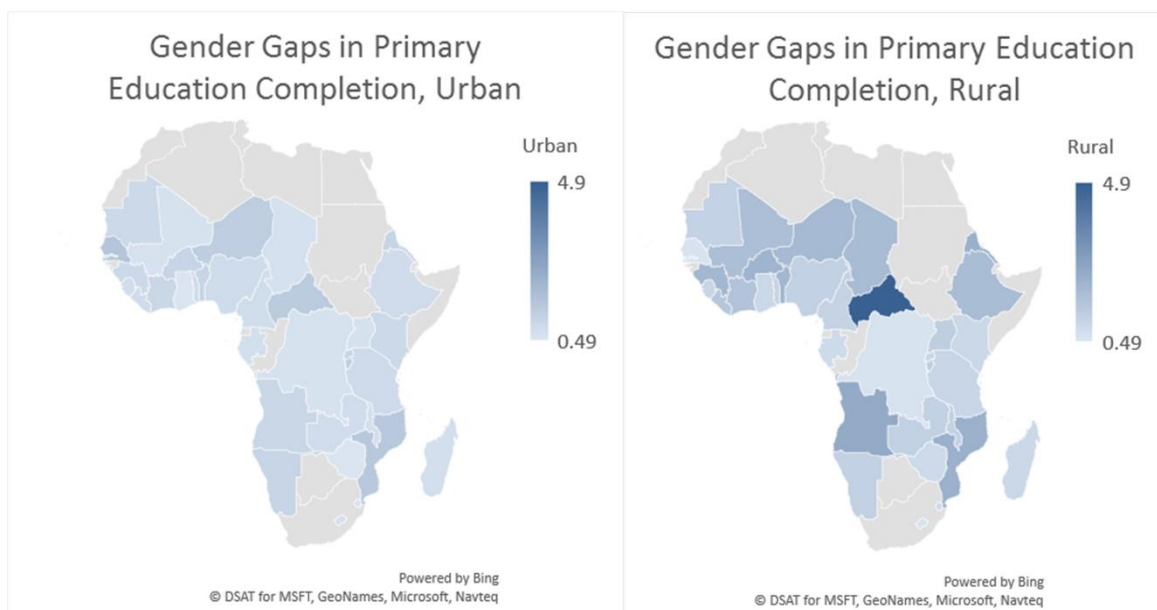 Gender Gaps in Primary
Education Completion, Urban
Urban
4.9
0.49
Powered by Bing
© DSAT for MSFT, GeoNames, Microsoft, Navteq
Gender Gaps in Primary Education
Completion, Rural
Rural
4.9
0.49
Powered by Bing
© DSAT for MSFT, GeoNames, Microsoft, Navteq